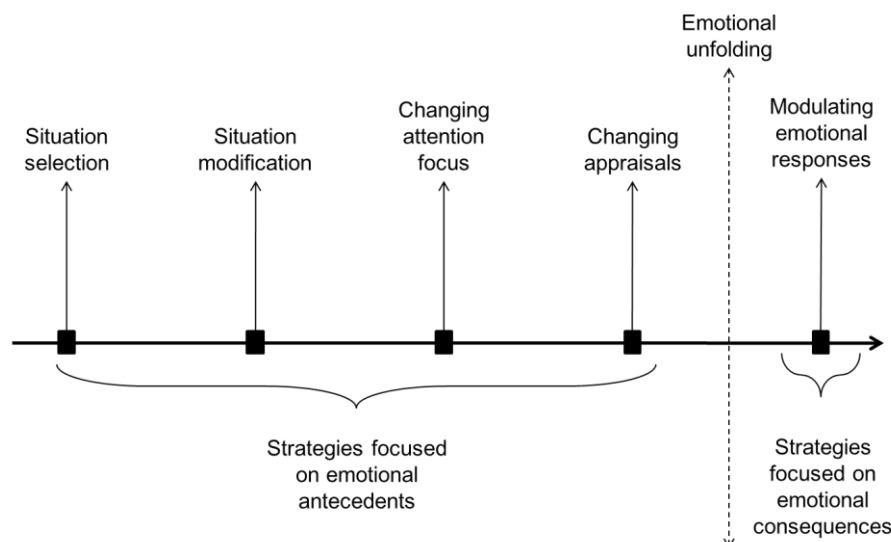 Situation
selection
Situation
modification
Changing
attention
focus
Changing
appraisals
Emotional
unfolding
Modulating
emotional
responses
Strategies focused
on emotional
antecedents
Strategies
focused on
emotional
consequences